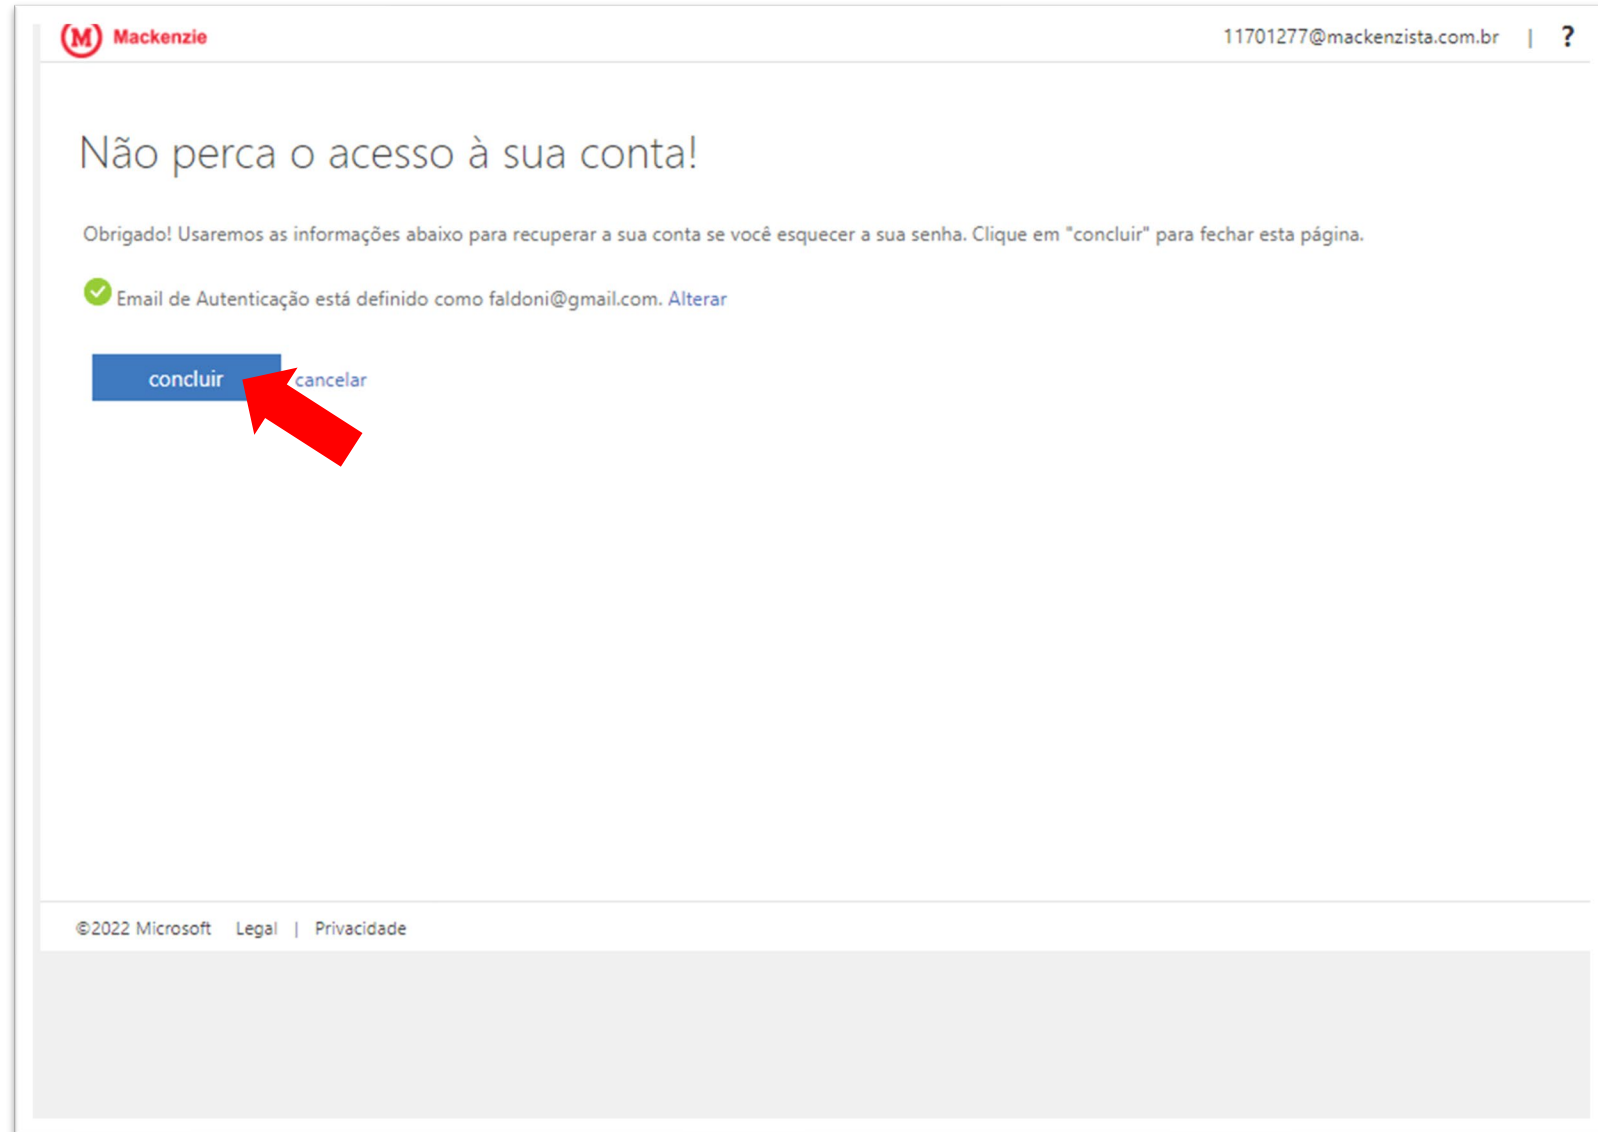 M Mackenzie
11701277@mackenzista.com.br | ?
Não perca o acesso à sua conta!
Obrigado! Usaremos as informações abaixo para recuperar a sua conta se você esquecer a sua senha. Clique em "concluir" para fechar esta página.
Email de Autenticação está definido como faldoni@gmail.com. Alterar
concluir cancelar
©2022 Microsoft Legal | Privacidade